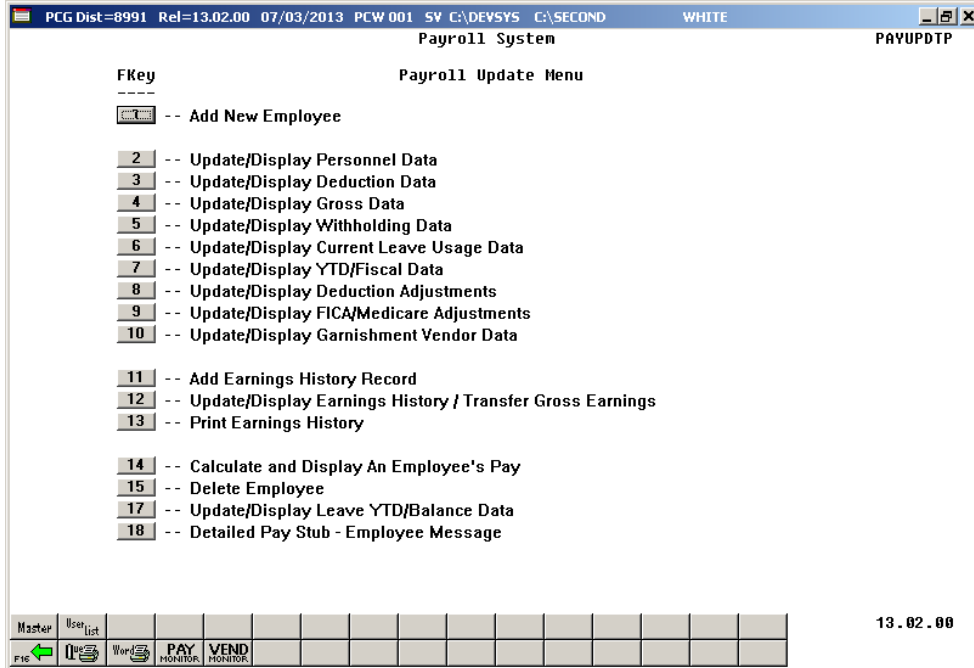 PCG Dist=8991 Rel=13.02.00 07/03/2013 PCW 001 SV C:\DEVSYS C:\SECOND WHITE
Payroll System PAYUPDTP
FKey Payroll Update Menu
----
1 -- Add New Employee
2 -- Update/Display Personnel Data
3 -- Update/Display Deduction Data
4 -- Update/Display Gross Data
5 -- Update/Display Withholding Data
6 -- Update/Display Current Leave Usage Data
7 -- Update/Display YTD/Fiscal Data
8 -- Update/Display Deduction Adjustments
9 -- Update/Display FICA/Medicare Adjustments
10 -- Update/Display Garnishment Vendor Data
11 -- Add Earnings History Record
12 -- Update/Display Earnings History / Transfer Gross Earnings
13 -- Print Earnings History
14 -- Calculate and Display An Employee's Pay
15 -- Delete Employee
17 -- Update/Display Leave YTD/Balance Data
18 -- Detailed Pay Stub - Employee Message
Master User List 13.02.00
F16 Que Word PAY MONITOR VEND MONITOR